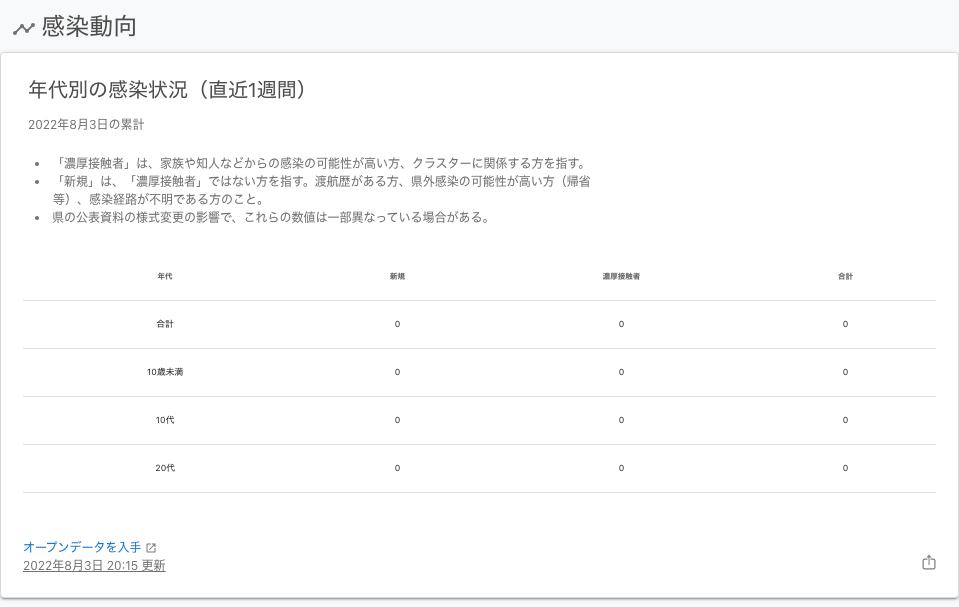 感染動向
年代別の感染状況（直近1週間）
2022年8月3日の累計
「濃厚接触者」は、家族や知人などからの感染の可能性が高い方、クラスターに関係する方を指す。
「新規」は、「濃厚接触者」ではない方を指す。渡航歴がある方、県外感染の可能性が高い方（帰省
等）、感染経路が不明である方のこと。
県の公表資料の様式変更の影響で、これらの数値は一部異なっている場合がある。
年代 新規 濃厚接触者 合計
合計 0 0 0
10歳未満 0 0 0
10代 0 0 0
20代 0 0 0
オープンデータを入手
2022年8月3日 20:15 更新